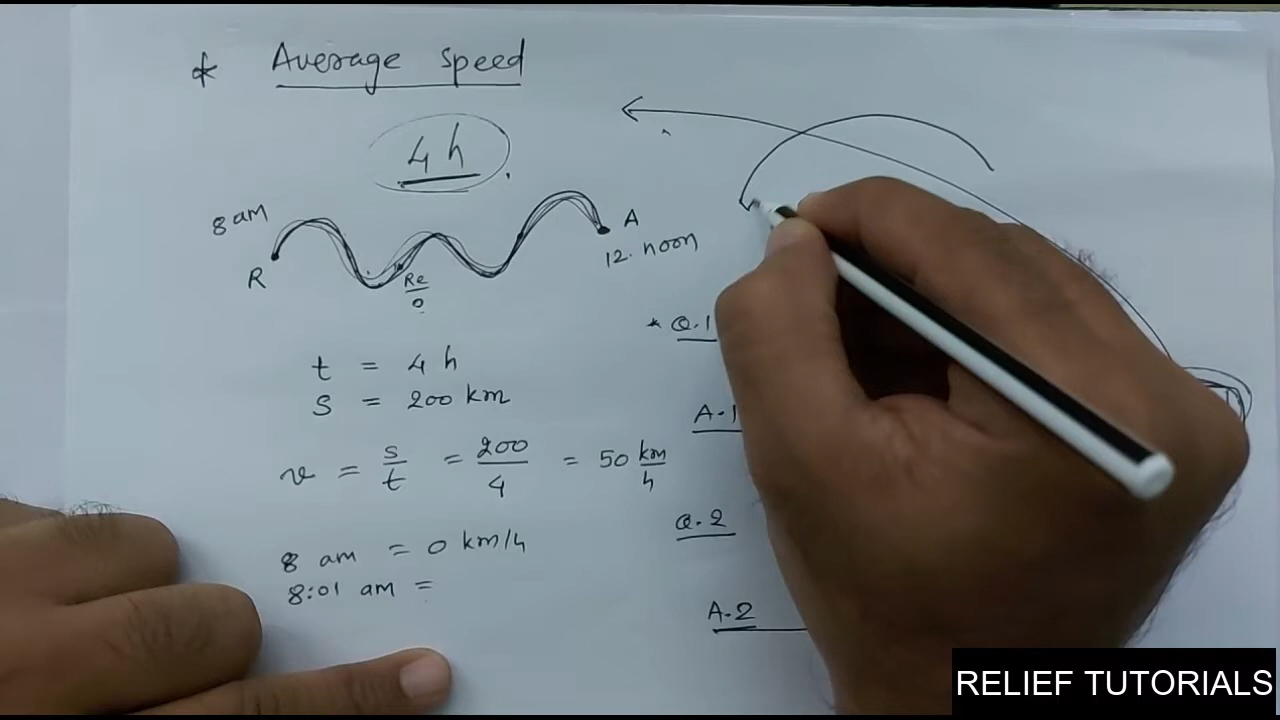 * Average speed
4 h
8 am
R
Re
0
A
12. noon
t = 4 h
S = 200 km
v = s/t = 200/4 = 50 km/h
8 am = 0 km/h
8:01 am =
* Q.1
A.1
Q.2
A.2
RELIEF TUTORIALS